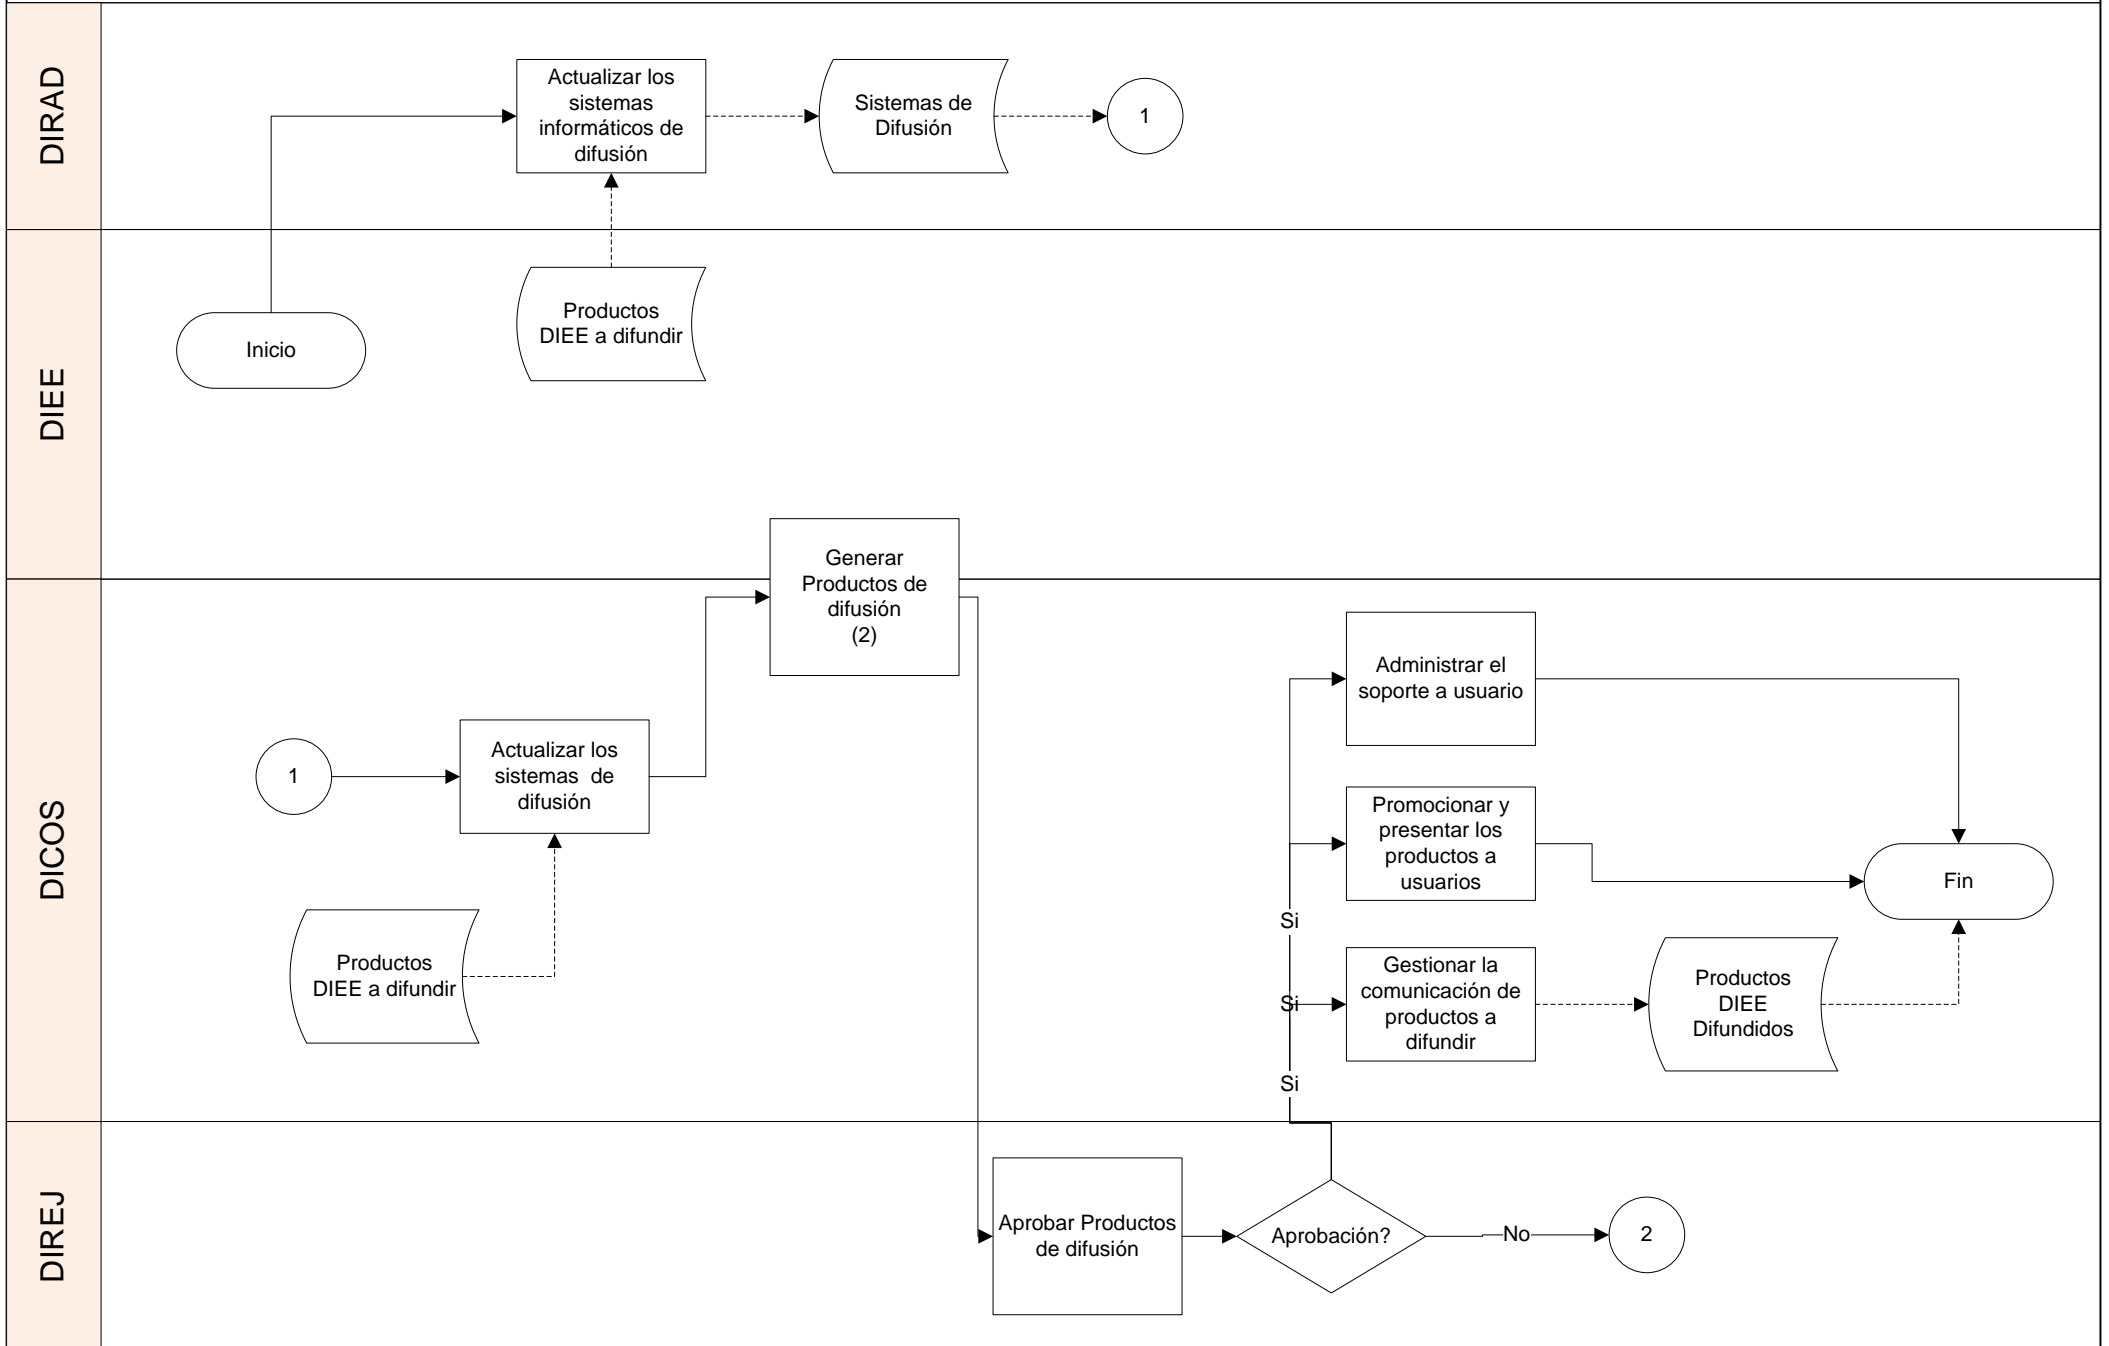 DIRAD
Actualizar los
sistemas
informáticos de
difusión
Sistemas de
Difusión
1
DIEE
Inicio
Productos
DIEE a difundir
Generar
Productos de
difusión
(2)
DICOS
1
Actualizar los
sistemas de
difusión
Productos
DIEE a difundir
Administrar el
soporte a usuario
Promocionar y
presentar los
productos a
usuarios
Fin
Si
Si
Si
Gestionar la
comunicación de
productos a
difundir
Productos
DIEE
Difundidos
DIREJ
Aprobar Productos
de difusión
Aprobación?
No
2